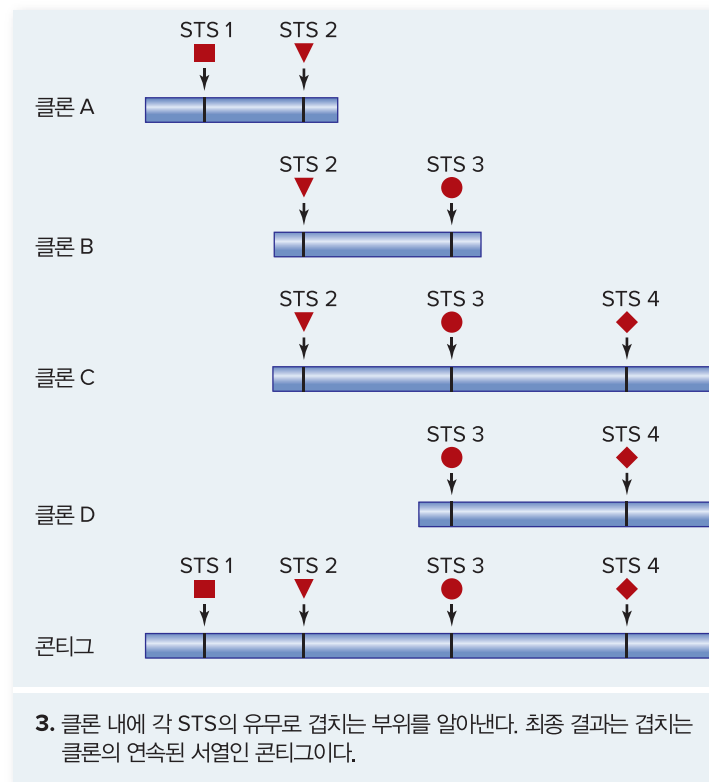 STS 1 STS 2
클론 A
STS 2 STS 3
클론 B
STS 2 STS 3 STS 4
클론 C
STS 3 STS 4
클론 D
STS 1 STS 2 STS 3 STS 4
콘티그
3. 클론 내에 각 STS의 유무로 겹치는 부위를 알아낸다. 최종 결과는 겹치는
클론의 연속된 서열인 콘티그이다.